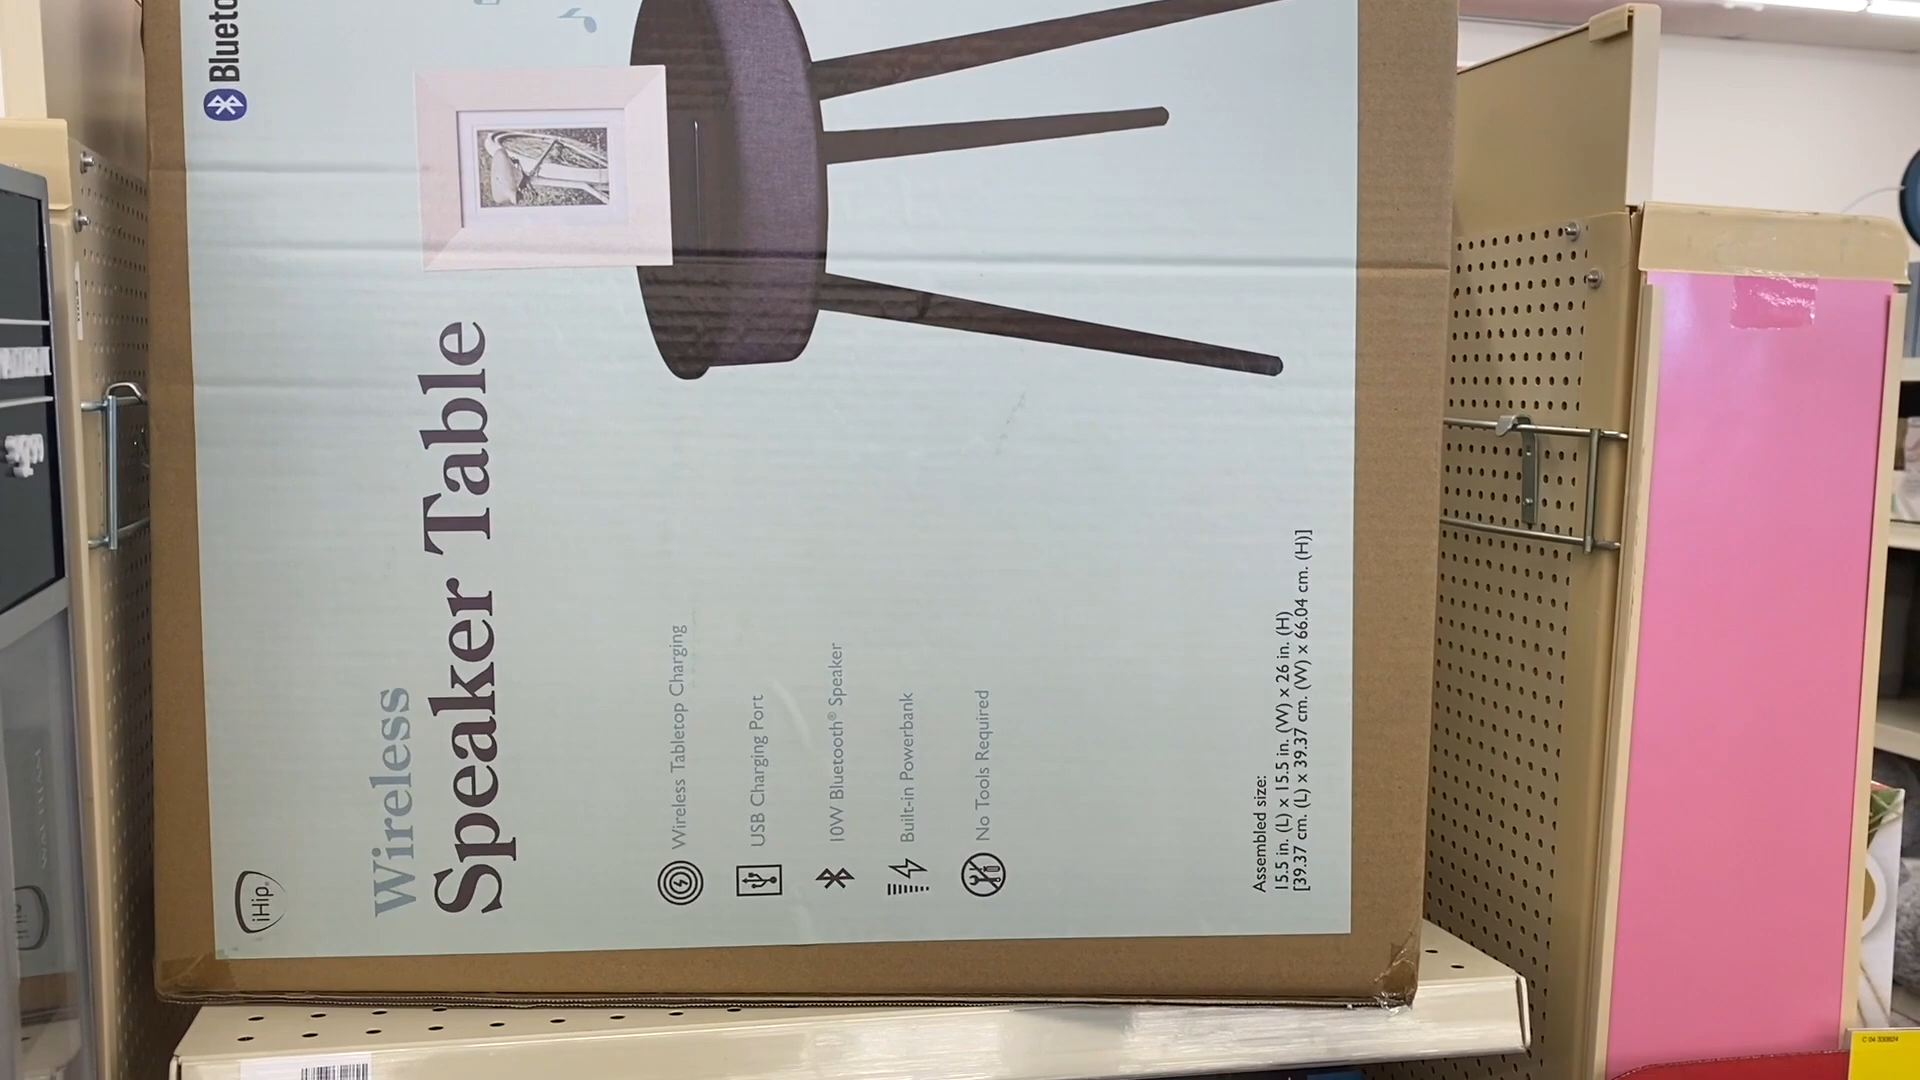 iHip®
Bluetoo
Wireless
Speaker Table
Wireless Tabletop Charging
USB Charging Port
10W Bluetooth® Speaker
Built-in Powerbank
No Tools Required
Assembled size:
15.5 in. (L) x 15.5 in. (W) x 26 in. (H)
[39.37 cm. (L) x 39.37 cm. (W) x 66.04 cm. (H)]